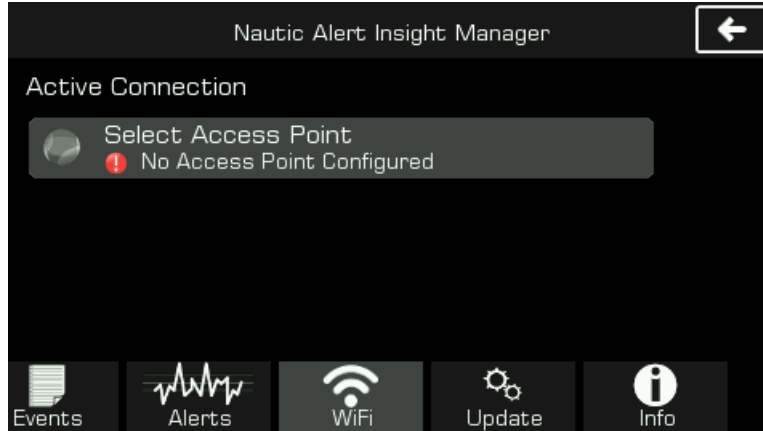 Nautic Alert Insight Manager
Active Connection
Select Access Point
No Access Point Configured
Events Alerts WiFi Update Info